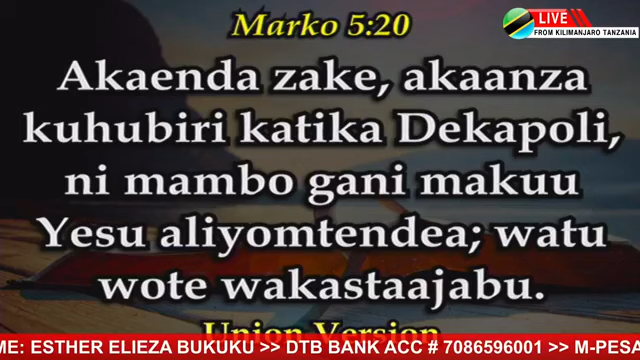 Marko 5:20
LIVE
FROM KILIMANJARO TANZANIA
Akaenda zake, akaanza
kuhubiri katika Dekapoli,
ni mambo gani makuu
Yesu aliyomtendea; watu
wote wakastaajabu.
Union Version
ME: ESTHER ELIEZA BUKUKU >> DTB BANK ACC # 7086596001 >> M-PESA